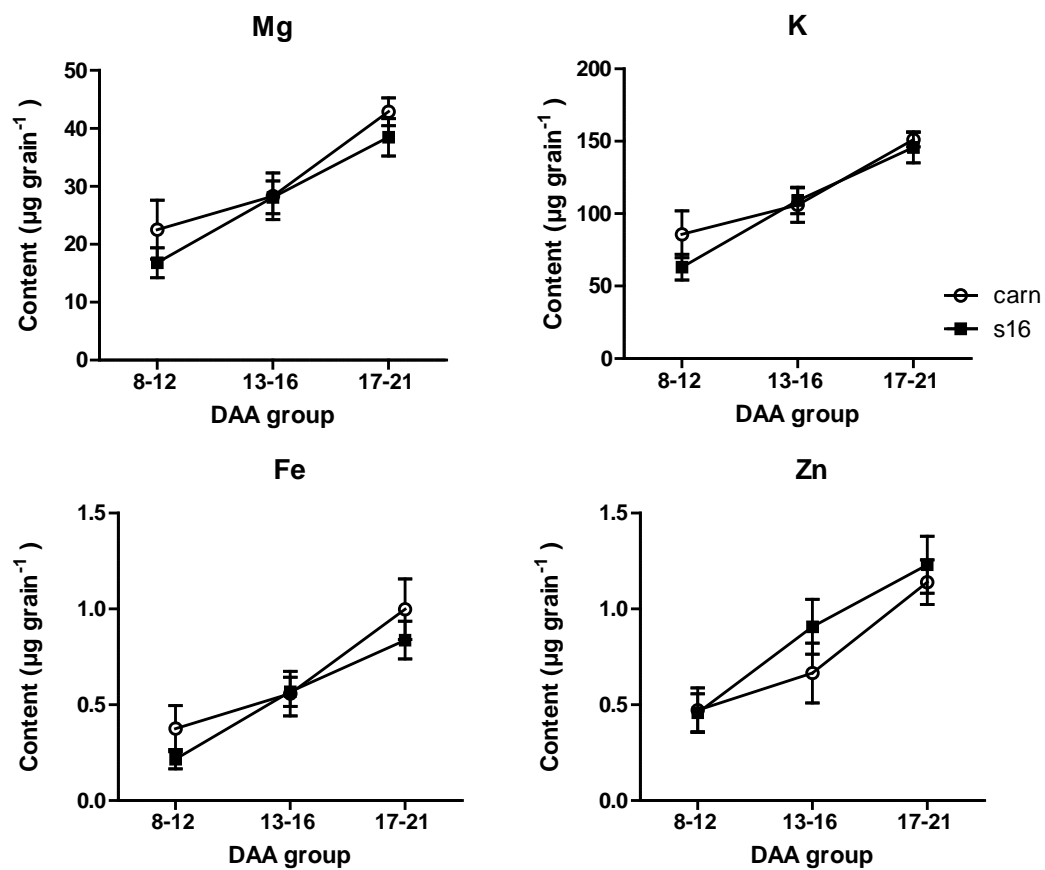 Mg
50
40
30
20
10
0
Content (µg grain⁻¹ )
8-12 13-16 17-21
DAA group
K
200
150
100
50
0
Content (µg grain⁻¹ )
8-12 13-16 17-21
DAA group
carn
s16
Fe
1.5
1.0
0.5
0.0
Content (µg grain⁻¹ )
8-12 13-16 17-21
DAA group
Zn
1.5
1.0
0.5
0.0
Content (µg grain⁻¹ )
8-12 13-16 17-21
DAA group